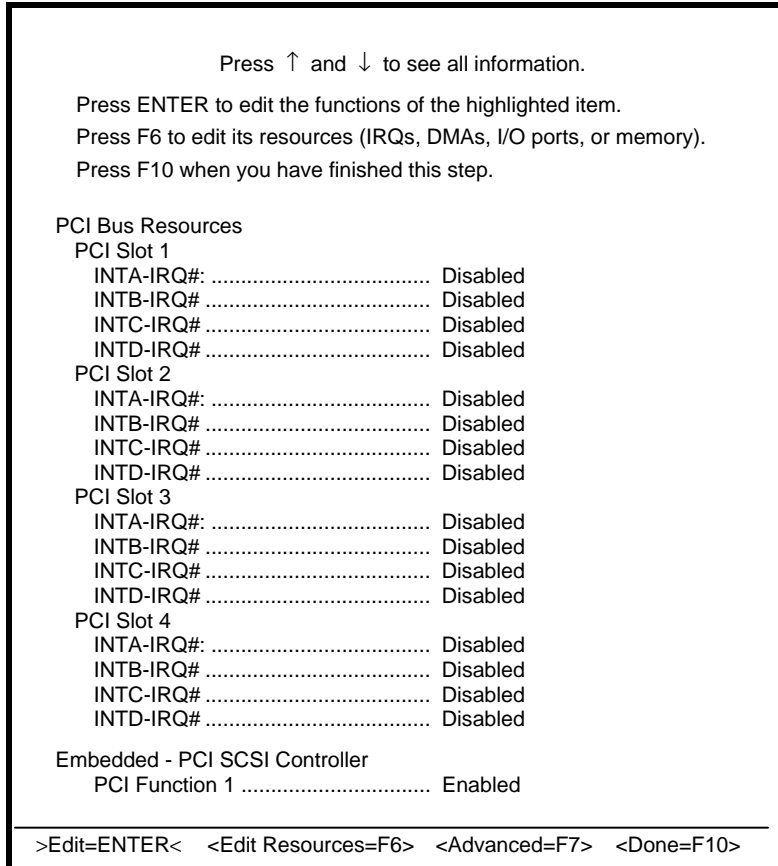 Press ↑ and ↓ to see all information.
Press ENTER to edit the functions of the highlighted item.
Press F6 to edit its resources (IRQs, DMAs, I/O ports, or memory).
Press F10 when you have finished this step.
PCI Bus Resources
PCI Slot 1
INTA-IRQ#: ...................................... Disabled
INTB-IRQ# ....................................... Disabled
INTC-IRQ# ....................................... Disabled
INTD-IRQ# ....................................... Disabled
PCI Slot 2
INTA-IRQ#: ...................................... Disabled
INTB-IRQ# ....................................... Disabled
INTC-IRQ# ....................................... Disabled
INTD-IRQ# ....................................... Disabled
PCI Slot 3
INTA-IRQ#: ...................................... Disabled
INTB-IRQ# ....................................... Disabled
INTC-IRQ# ....................................... Disabled
INTD-IRQ# ....................................... Disabled
PCI Slot 4
INTA-IRQ#: ...................................... Disabled
INTB-IRQ# ....................................... Disabled
INTC-IRQ# ....................................... Disabled
INTD-IRQ# ....................................... Disabled
Embedded - PCI SCSI Controller
PCI Function 1 ................................. Enabled
>Edit=ENTER< <Edit Resources=F6> <Advanced=F7> <Done=F10>